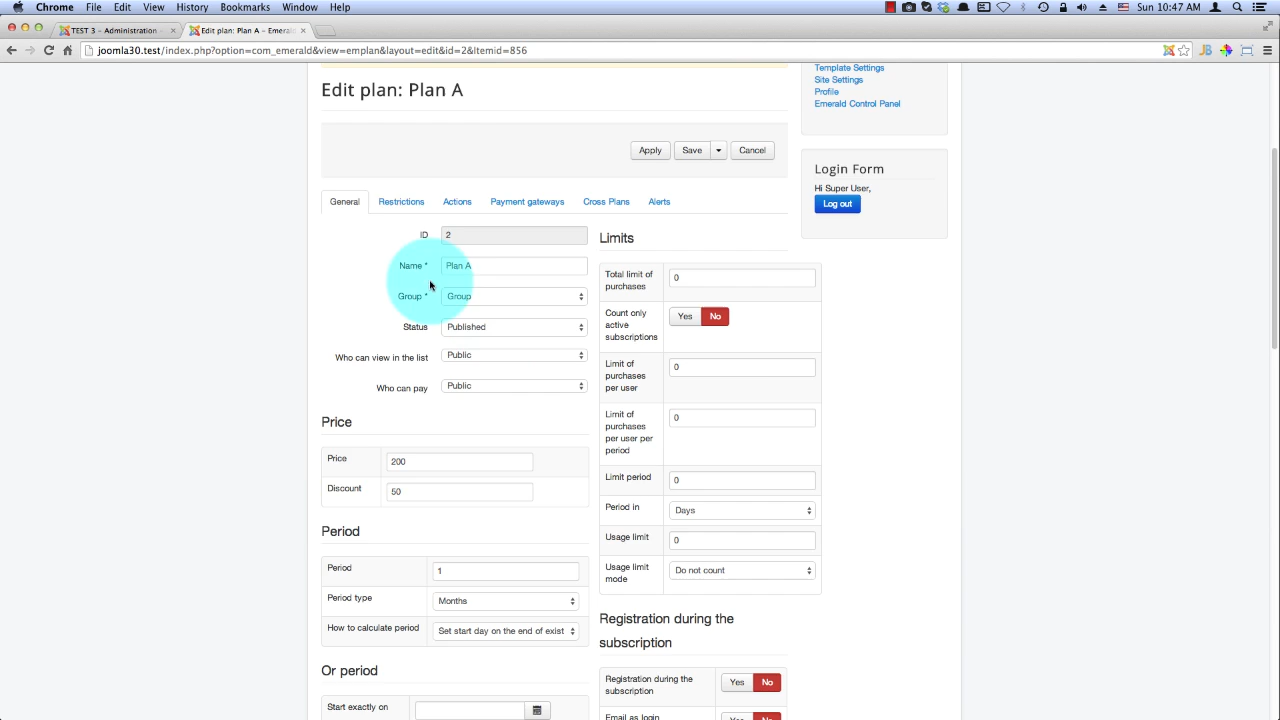 Chrome File Edit View History Bookmarks Window Help
Sun 10:47 AM
TEST 3 - Administration -
Edit plan: Plan A - Emerald
joomla30.test/index.php?option=com_emerald&view=emplan&layout=edit&id=2&Itemid=856
JB
Template Settings
Site Settings
Profile
Emerald Control Panel
Edit plan: Plan A
Apply Save Cancel
Login Form
Hi Super User,
Log out
General Restrictions Actions Payment gateways Cross Plans Alerts
ID 2
Name * Plan A
Group * Group
Status Published
Who can view in the list Public
Who can pay Public
Price
Price 200
Discount 50
Period
Period 1
Period type Months
How to calculate period Set start day on the end of exist
Or period
Start exactly on
Limits
Total limit of
purchases
0
Count only
active
subscriptions
Yes No
Limit of
purchases
per user
0
Limit of
purchases
per user per
period
0
Limit period 0
Period in Days
Usage limit 0
Usage limit
mode
Do not count
Registration during the
subscription
Registration during the
subscription
Yes No
Email as login Yes No